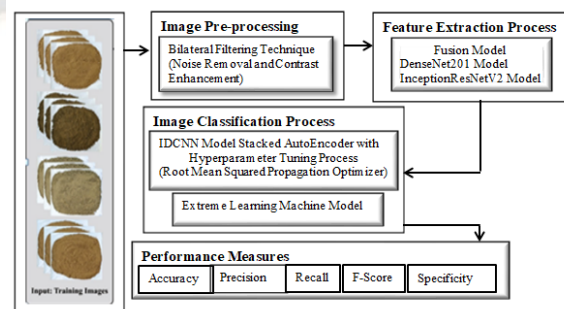 Image Pre-processing
Bilateral Filtering Technique
(Noise Removal and Contrast
Enhancement)
Feature Extraction Process
Fusion Model
DenseNet201 Model
InceptionResNetV2 Model
Image Classification Process
IDCNN Model Stacked AutoEncoder with
Hyperparameter Tuning Process
(Root Mean Squared Propagation Optimizer)
Extreme Learning Machine Model
Performance Measures
Accuracy
Precision
Recall
F-Score
Specificity
Input: Training Images